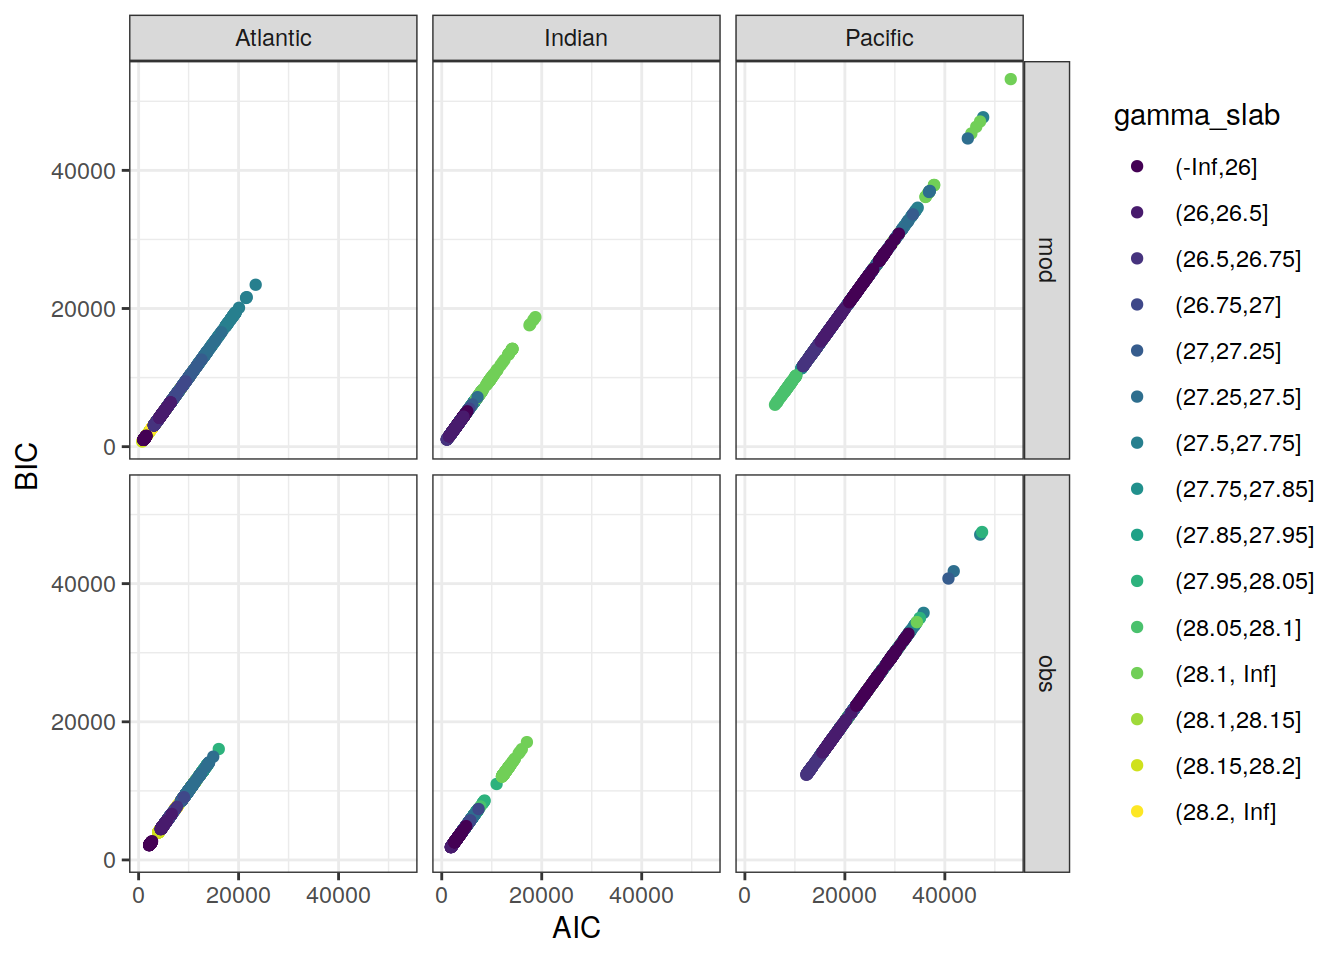 Atlantic
Indian
Pacific
mod
obs
40000
20000
0
40000
20000
0
BIC
0
20000
40000
0
20000
40000
0
20000
40000
AIC
gamma_slab
(-Inf,26]
(26,26.5]
(26.5,26.75]
(26.75,27]
(27,27.25]
(27.25,27.5]
(27.5,27.75]
(27.75,27.85]
(27.85,27.95]
(27.95,28.05]
(28.05,28.1]
(28.1, Inf]
(28.1,28.15]
(28.15,28.2]
(28.2, Inf]